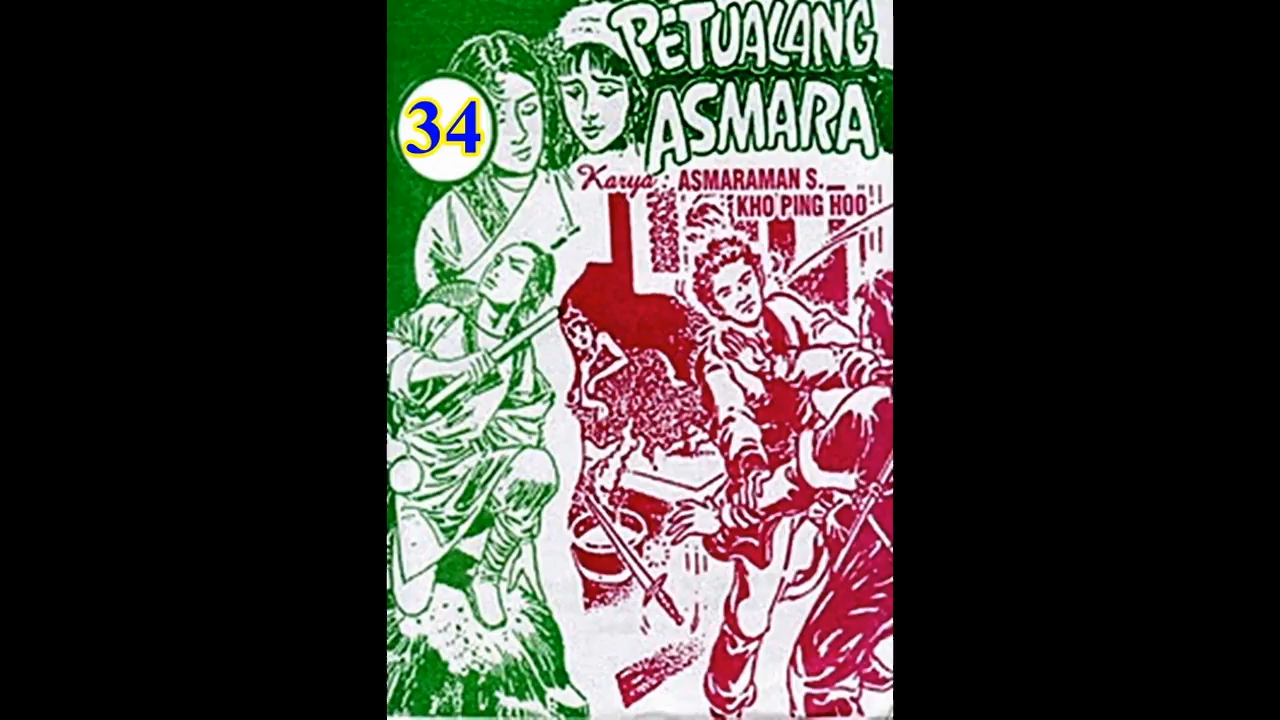 PETUALANG
ASMARA
34
Karya : ASMARAMAN S.
KHO PING HOO